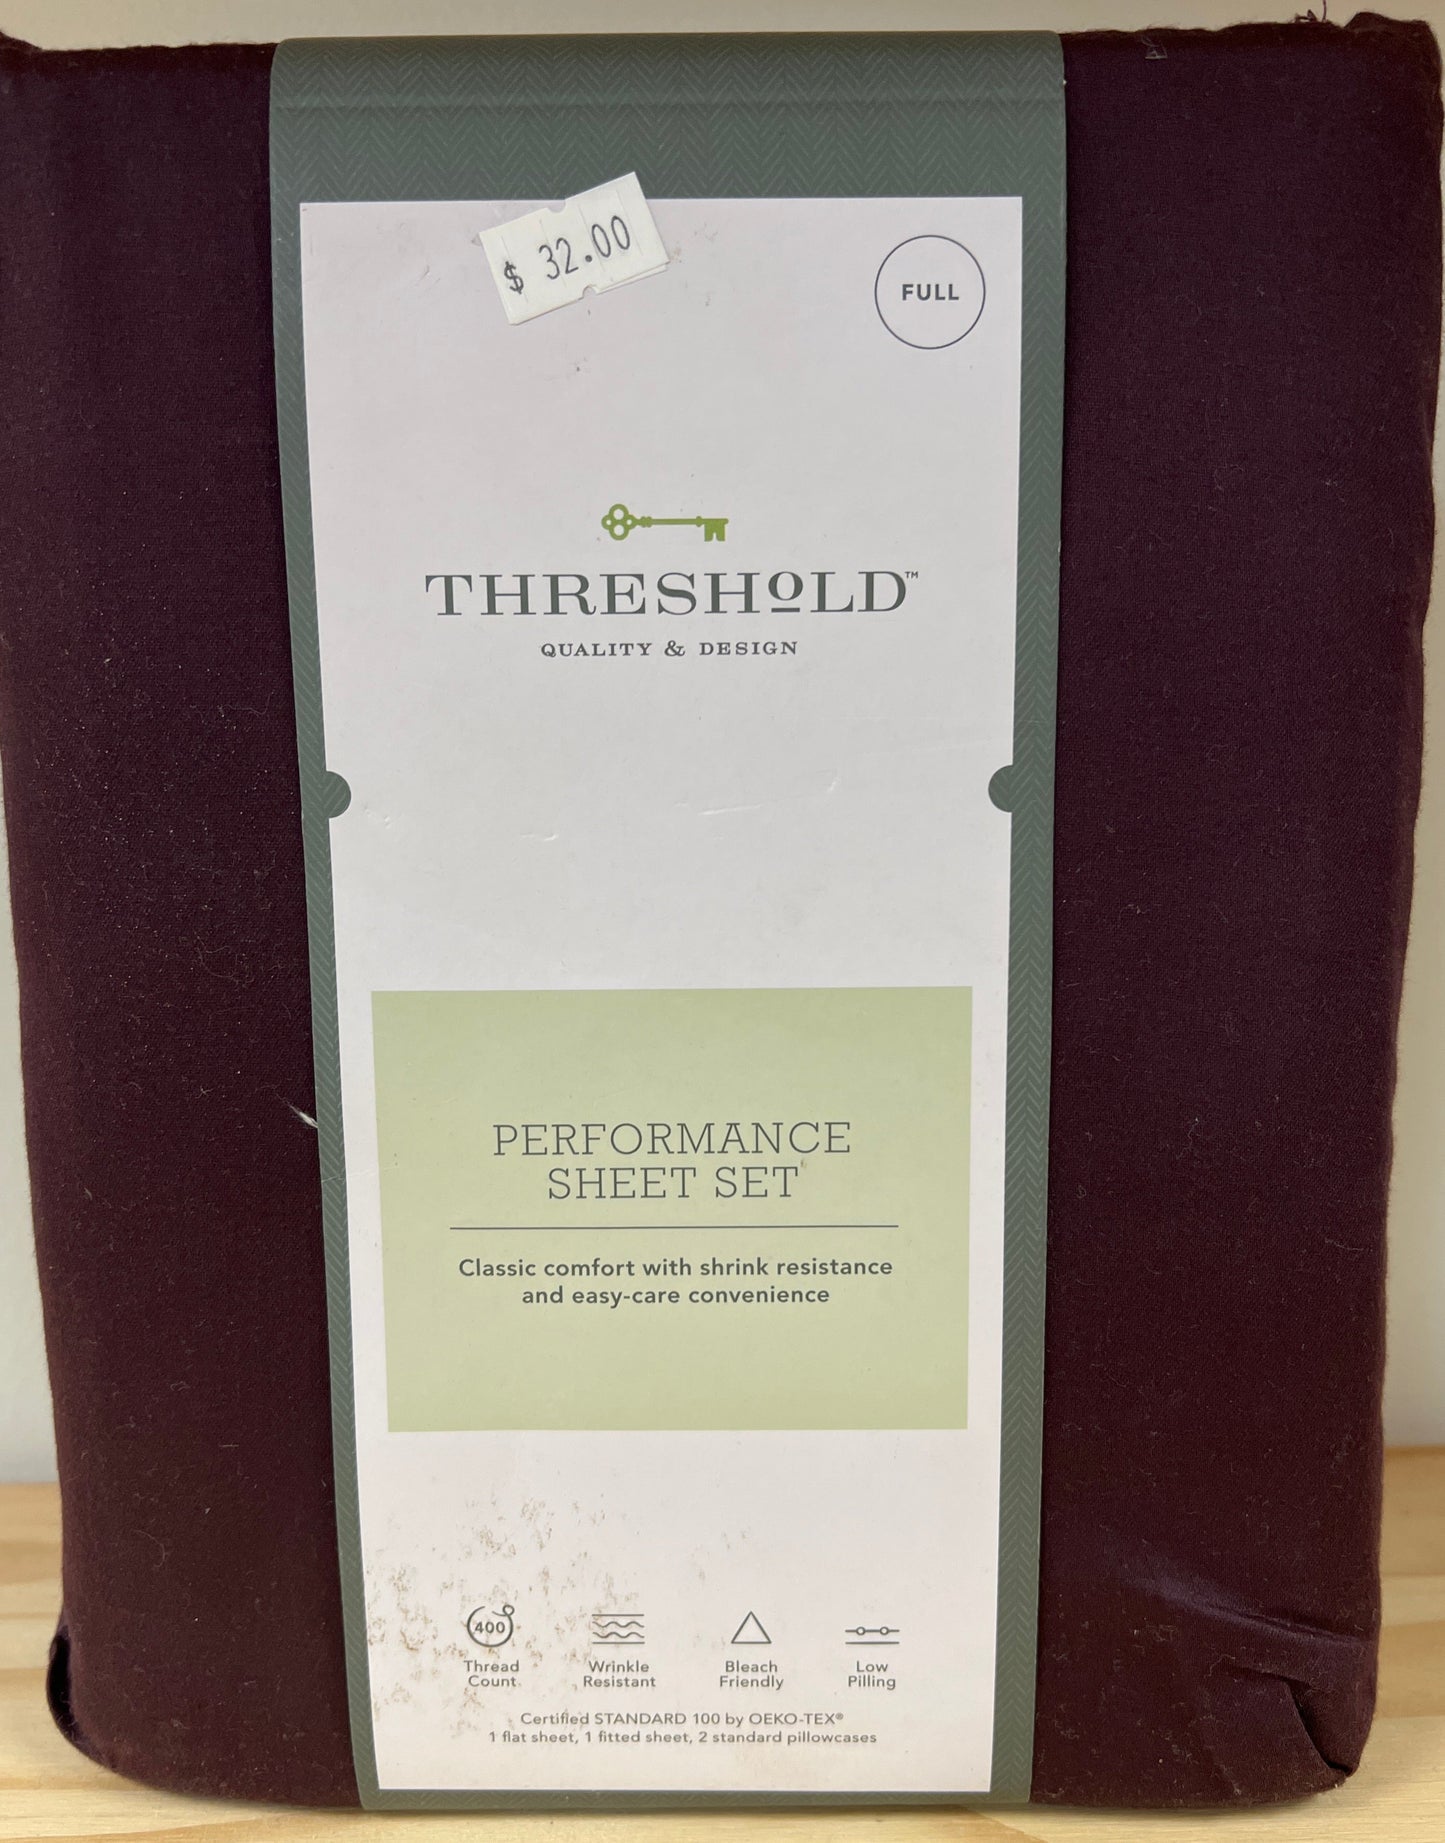 $ 32.00
FULL
THRESHOLD™
QUALITY & DESIGN
PERFORMANCE
SHEET SET
Classic comfort with shrink resistance
and easy-care convenience
400
Thread
Count
Wrinkle
Resistant
Bleach
Friendly
Low
Pilling
Certified STANDARD 100 by OEKO-TEX®
1 flat sheet, 1 fitted sheet, 2 standard pillowcases